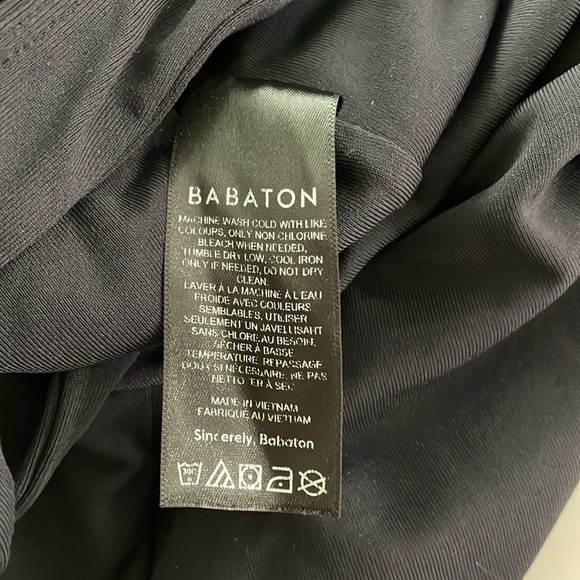 BABATON
MACHINE WASH COLD WITH LIKE
COLOURS, ONLY NON-CHLORINE
BLEACH WHEN NEEDED,
TUMBLE DRY LOW, COOL IRON
ONLY IF NEEDED, DO NOT DRY
CLEAN.
LAVER À LA MACHINE À L'EAU
FROIDE AVEC COULEURS
SEMBLABLES, UTILISER
SEULEMENT UN JAVELLISANT
SANS CHLORE AU BESOIN,
SÉCHER À BASSE
TEMPÉRATURE, REPASSAGE
DOUX SI NÉCESSAIRE, NE PAS
NETTOYER À SEC
MADE IN VIETNAM
FABRIQUÉ AU VIETNAM
Sincerely, Babaton
30C